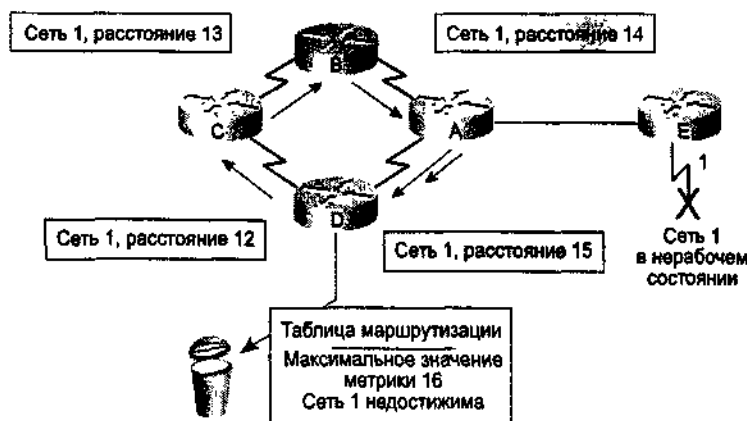 Сеть 1, расстояние 13
Сеть 1, расстояние 14
B
C
A
E
D
1
Сеть 1
в нерабочем
состоянии
Сеть 1, расстояние 12
Сеть 1, расстояние 15
Таблица маршрутизации
Максимальное значение
метрики 16
Сеть 1 недостижима